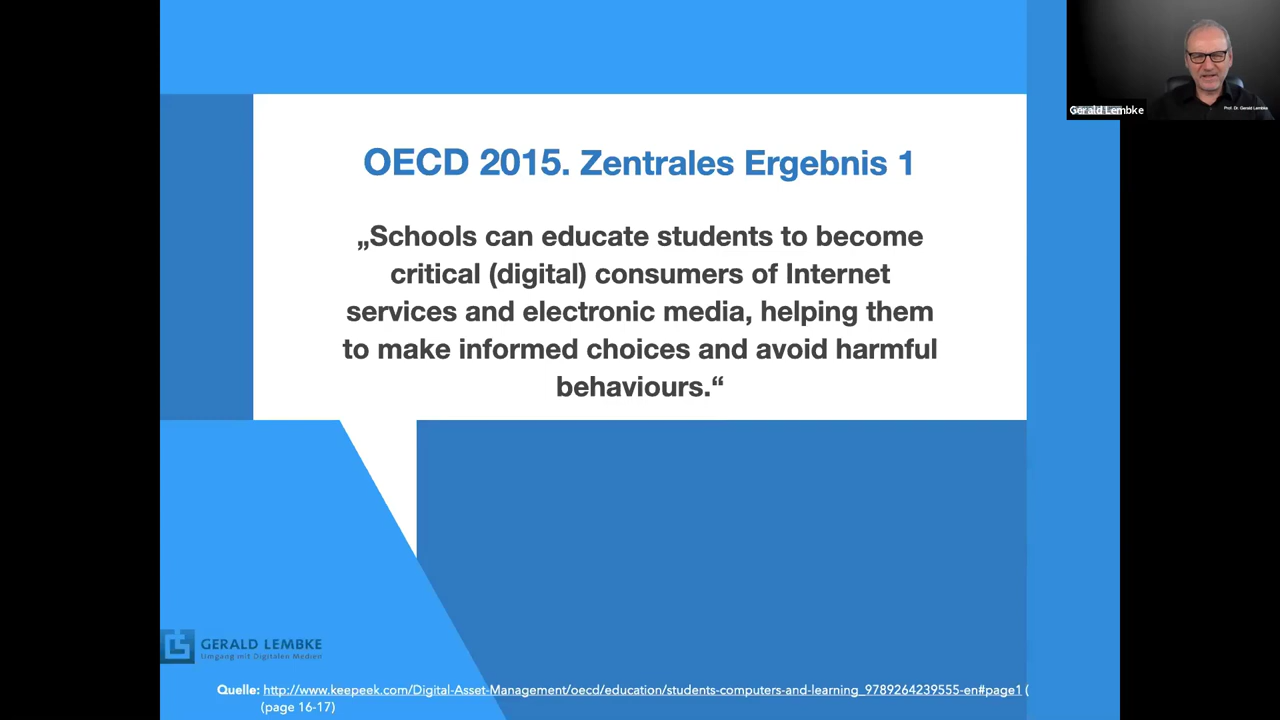 OECD 2015. Zentrales Ergebnis 1
„Schools can educate students to become
critical (digital) consumers of Internet
services and electronic media, helping them
to make informed choices and avoid harmful
behaviours.“
Gerald Lembke
Prof. Dr. Gerald Lembke
GERALD LEMBKE
Umgang mit Digitalen Medien
Quelle: http://www.keepeek.com/Digital-Asset-Management/oecd/education/students-computers-and-learning_9789264239555-en#page1 (
(page 16-17)